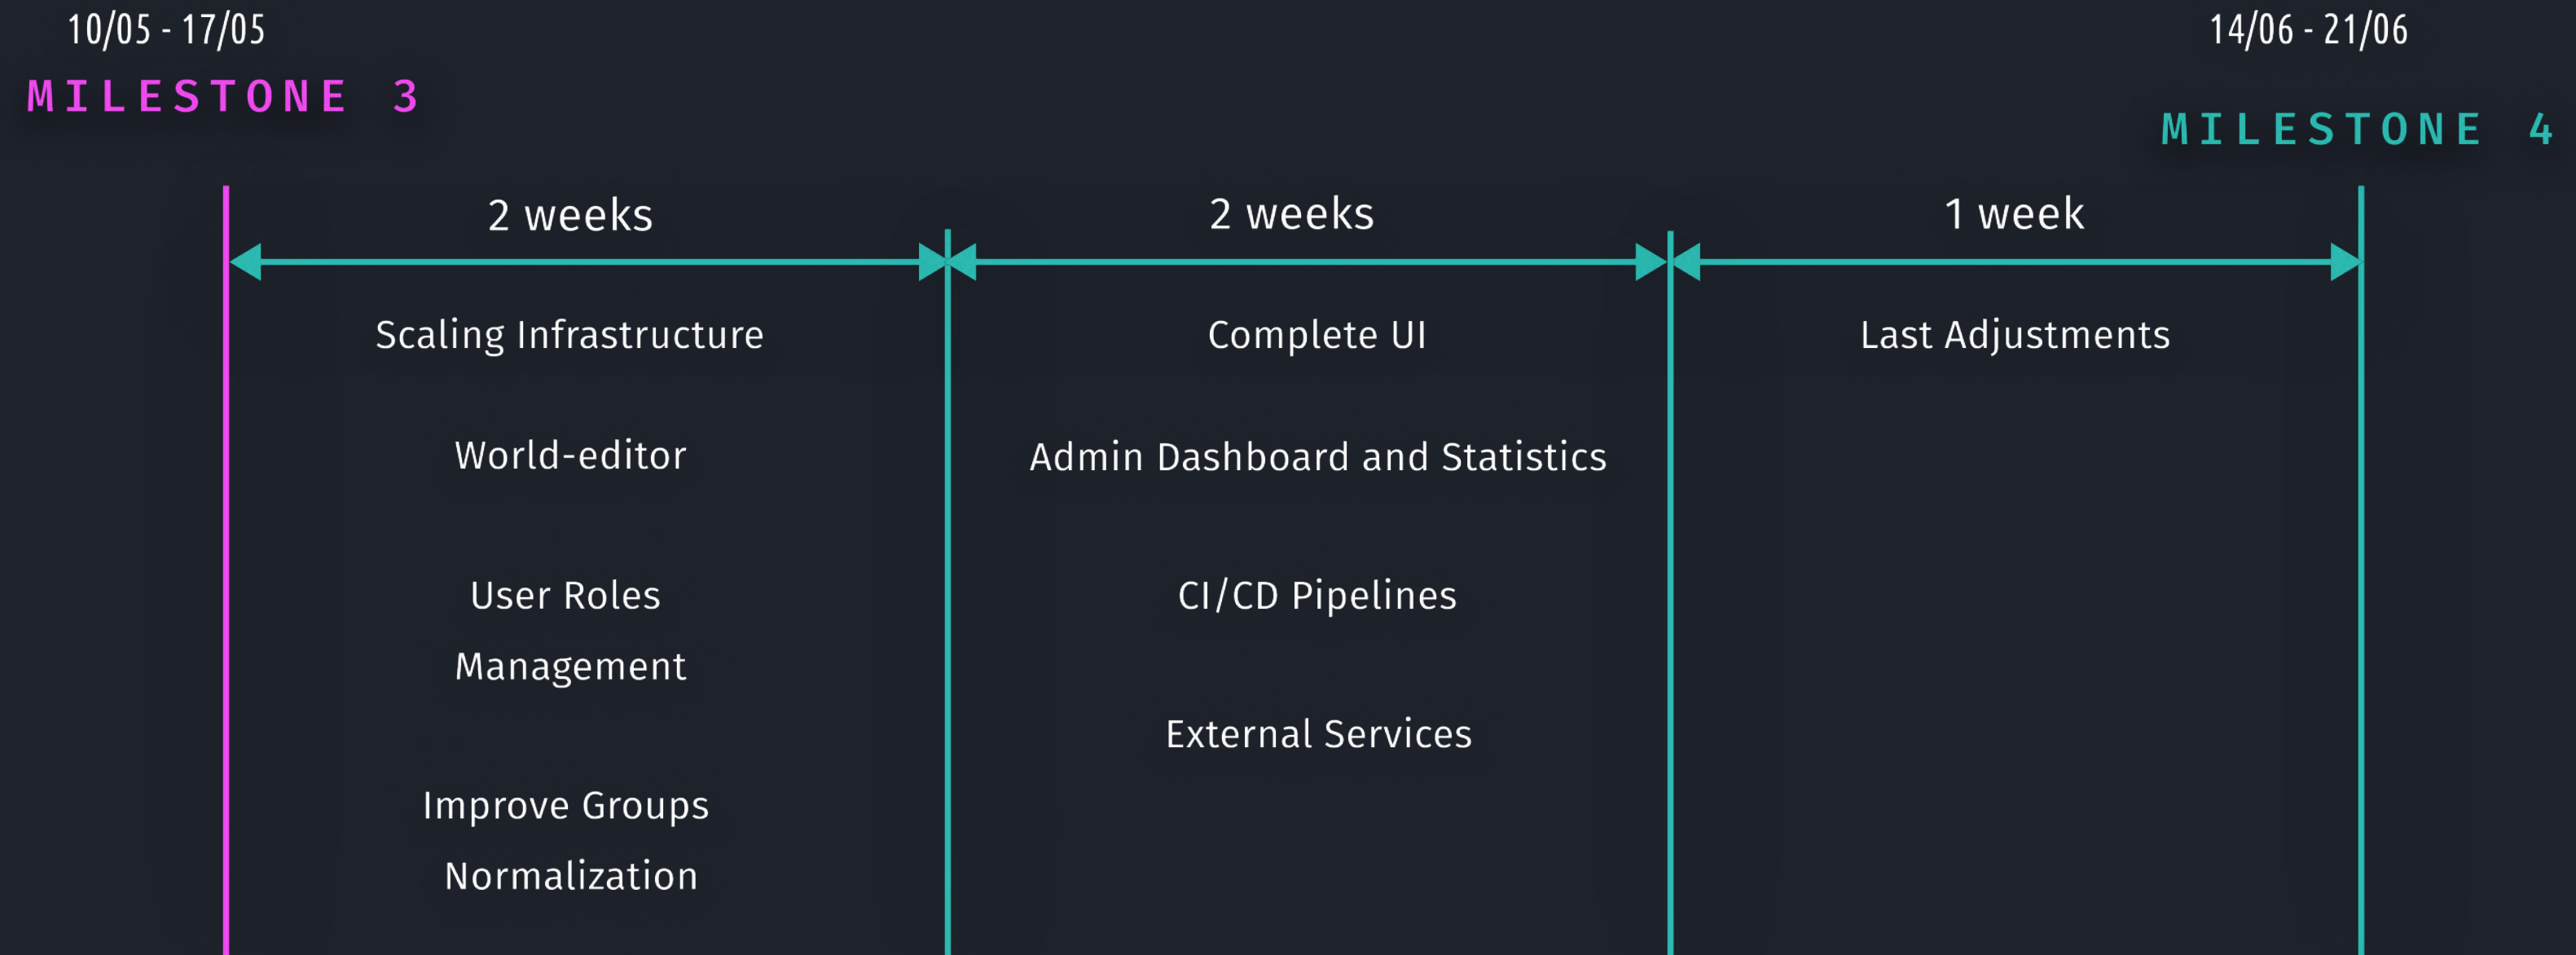 10/05 - 17/05
MILESTONE 3
14/06 - 21/06
MILESTONE 4
2 weeks
Scaling Infrastructure
World-editor
User Roles
Management
Improve Groups
Normalization
2 weeks
Complete UI
Admin Dashboard and Statistics
CI/CD Pipelines
External Services
1 week
Last Adjustments